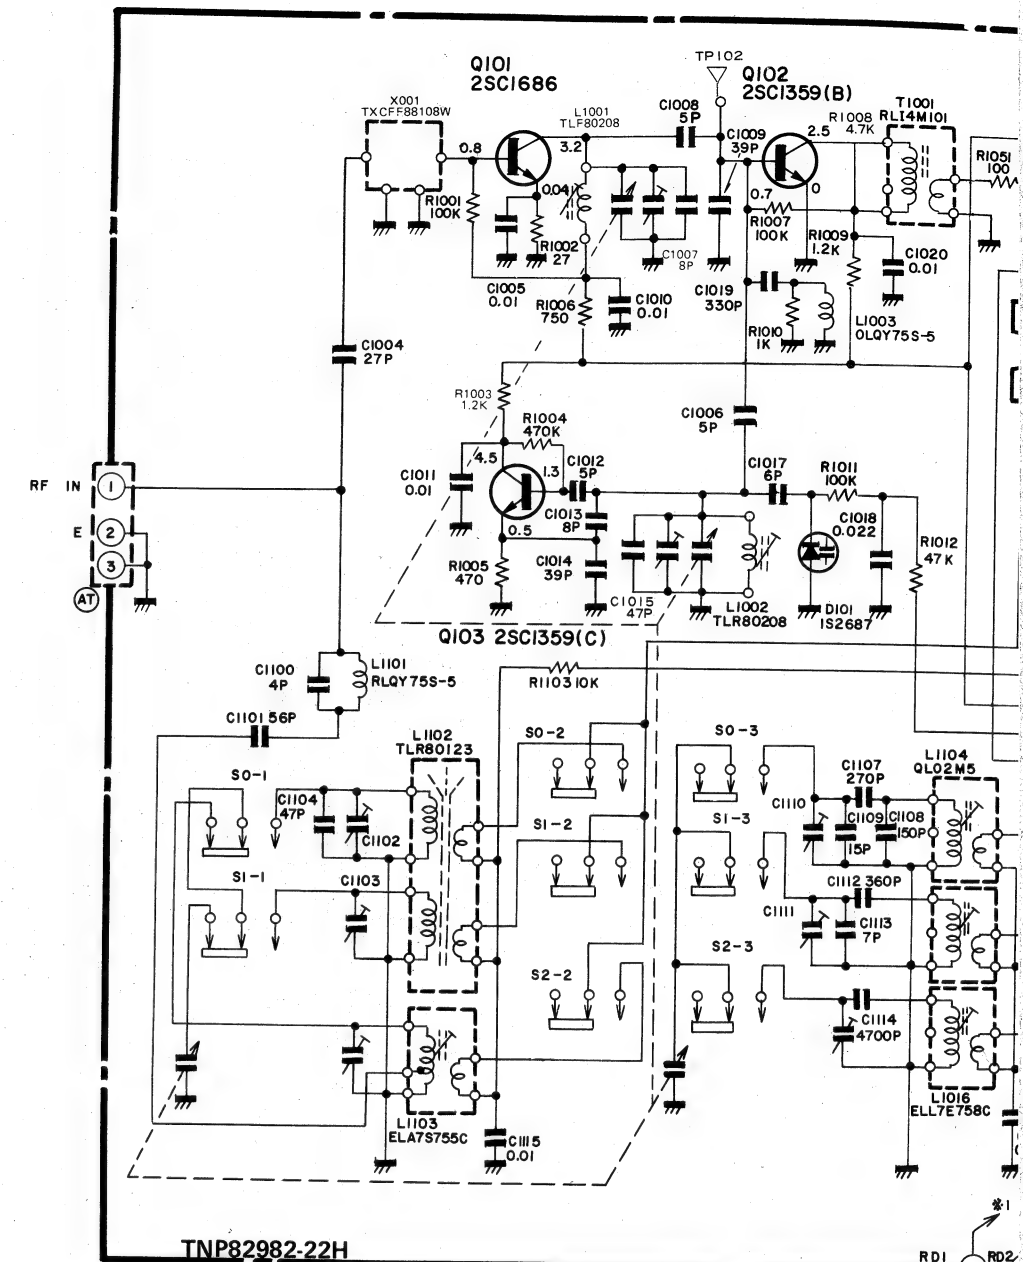 TP102
Q101
2SC1686
Q102
2SC1359(B)
X001
TXCFF88108W
L1001
TLF80208
C1008
5P
C1009
39P
2.5
R1008
4.7K
T1001
RLI4M101
R1051
100
0.8
3.2
0.04
0.7
0
R1001
100K
R1002
27
C1007
8P
R1007
100K
R1009
1.2K
C1020
0.01
C1005
0.01
R1006
750
C1010
0.01
C1019
330P
R1010
1K
L1003
0LQY75S-5
C1004
27P
R1003
1.2K
R1004
470K
C1006
5P
4.5
1.3
C1012
5P
C1017
6P
R1011
100K
C1011
0.01
RF IN
1
E
2
3
AT
0.5
C1013
8P
C1018
0.022
R1005
470
C1014
39P
R1012
47K
C1015
47P
L1002
TLR80208
D101
1S2687
Q103 2SC1359(C)
C1100
4P
L1101
RLQY75S-5
R1103 10K
C1101 56P
L1102
TLR80123
S0-1
S0-2
S0-3
L1104
QL02M5
C1107
270P
C1104
47P
C1102
C1110
C1109
15P
C1108
150P
S1-1
S1-2
S1-3
C1103
C1112 360P
C1111
C1113
7P
S2-2
S2-3
C1114
4700P
L1103
ELA7S755C
C1115
0.01
L1016
ELL7E758C
TNP82982-22H
※1
RD1
RD2